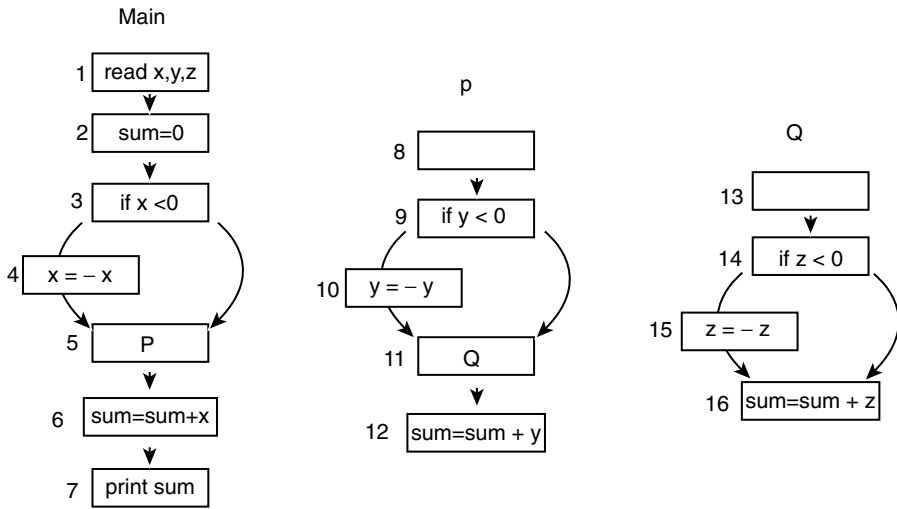 Main
1 read x,y,z
2 sum=0
3 if x <0
4 x = – x
5 P
6 sum=sum+x
7 print sum
p
8
9 if y < 0
10 y = – y
11 Q
12 sum=sum + y
Q
13
14 if z < 0
15 z = – z
16 sum=sum + z